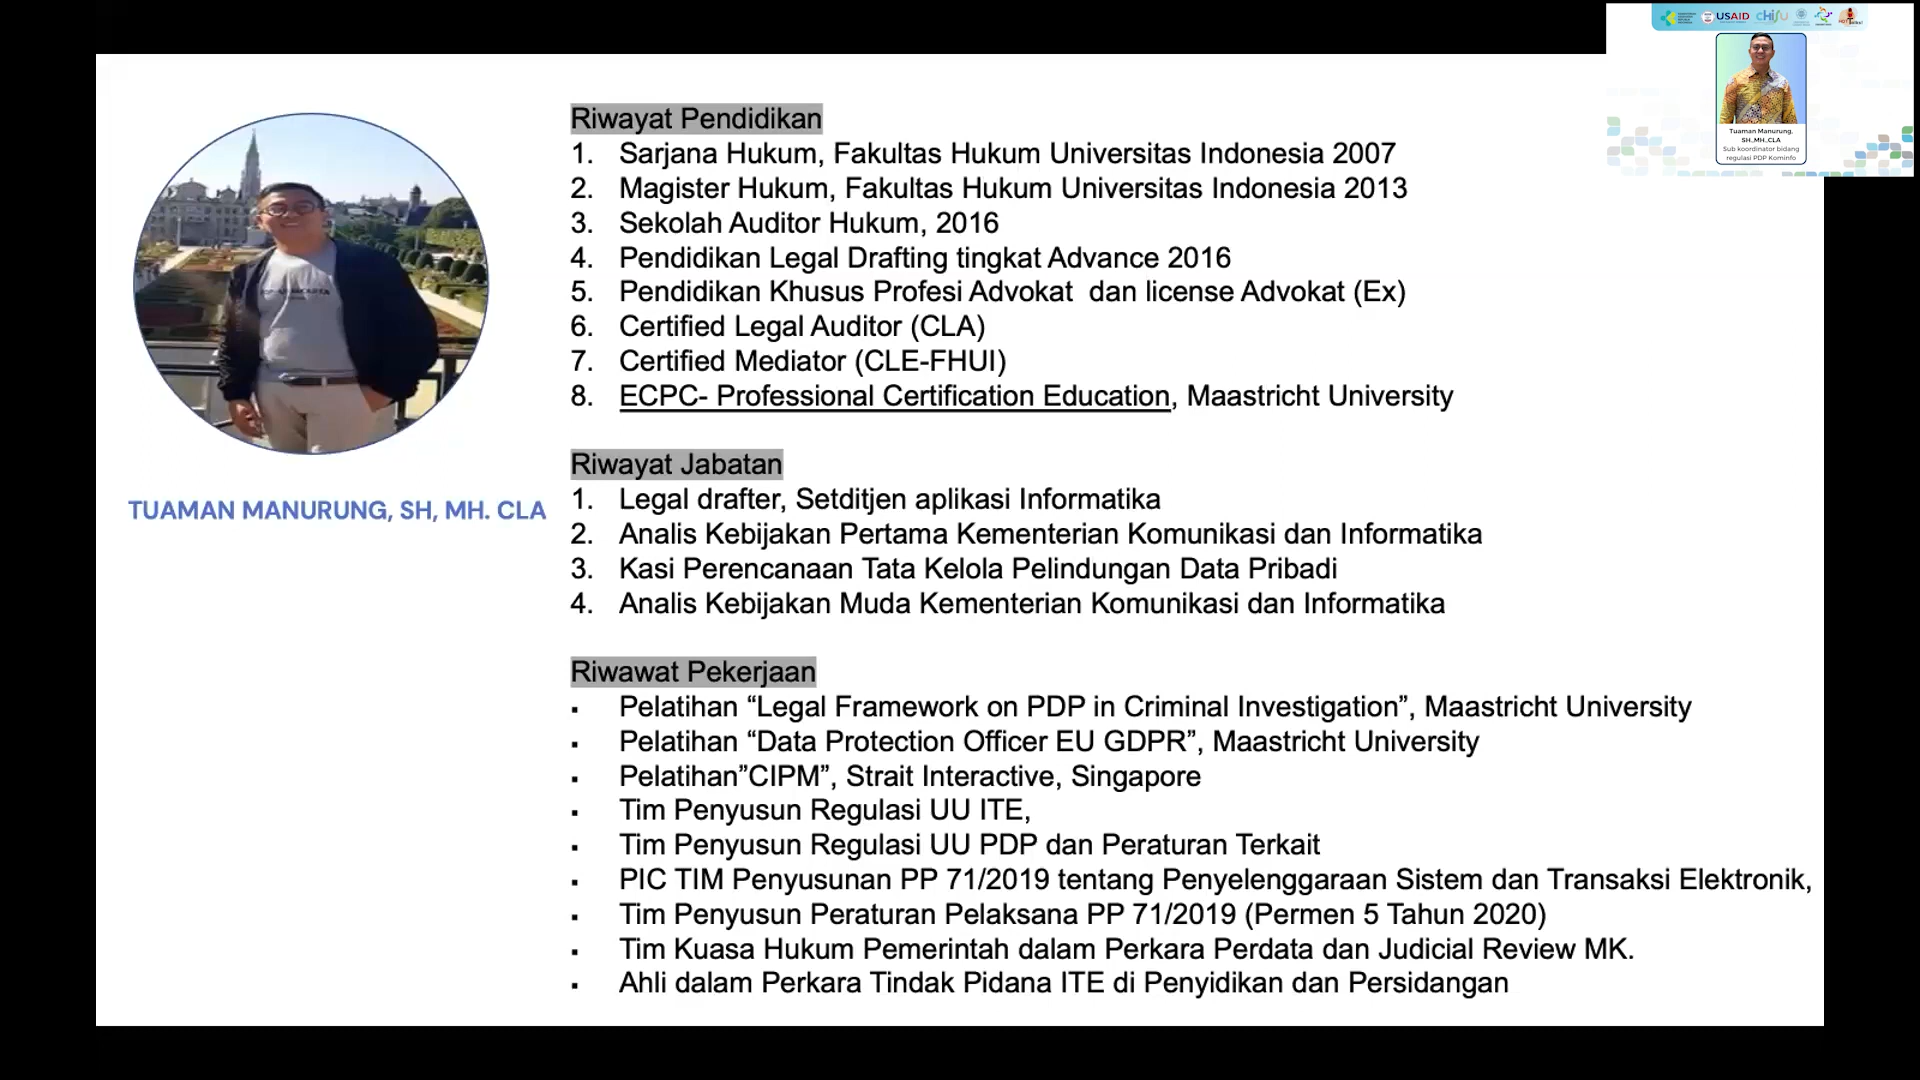 USAID CHISU
Tuaman Manurung,
SH.,MH.,CLA
Sub koordinator bidang
regulasi PDP Kominfo
TUAMAN MANURUNG, SH, MH. CLA
Riwayat Pendidikan
1. Sarjana Hukum, Fakultas Hukum Universitas Indonesia 2007
2. Magister Hukum, Fakultas Hukum Universitas Indonesia 2013
3. Sekolah Auditor Hukum, 2016
4. Pendidikan Legal Drafting tingkat Advance 2016
5. Pendidikan Khusus Profesi Advokat dan license Advokat (Ex)
6. Certified Legal Auditor (CLA)
7. Certified Mediator (CLE-FHUI)
8. ECPC- Professional Certification Education, Maastricht University
Riwayat Jabatan
1. Legal drafter, Setditjen aplikasi Informatika
2. Analis Kebijakan Pertama Kementerian Komunikasi dan Informatika
3. Kasi Perencanaan Tata Kelola Pelindungan Data Pribadi
4. Analis Kebijakan Muda Kementerian Komunikasi dan Informatika
Riwawat Pekerjaan
▪ Pelatihan “Legal Framework on PDP in Criminal Investigation”, Maastricht University
▪ Pelatihan “Data Protection Officer EU GDPR”, Maastricht University
▪ Pelatihan”CIPM”, Strait Interactive, Singapore
▪ Tim Penyusun Regulasi UU ITE,
▪ Tim Penyusun Regulasi UU PDP dan Peraturan Terkait
▪ PIC TIM Penyusunan PP 71/2019 tentang Penyelenggaraan Sistem dan Transaksi Elektronik,
▪ Tim Penyusun Peraturan Pelaksana PP 71/2019 (Permen 5 Tahun 2020)
▪ Tim Kuasa Hukum Pemerintah dalam Perkara Perdata dan Judicial Review MK.
▪ Ahli dalam Perkara Tindak Pidana ITE di Penyidikan dan Persidangan